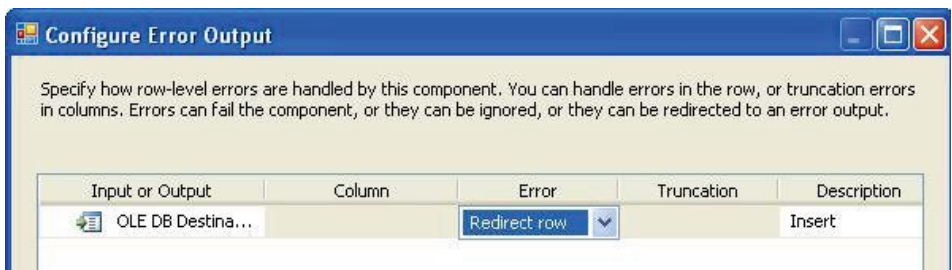 Configure Error Output
Specify how row-level errors are handled by this component. You can handle errors in the row, or truncation errors
in columns. Errors can fail the component, or they can be ignored, or they can be redirected to an error output.
Input or Output Column Error Truncation Description
OLE DB Destina... Redirect row Insert